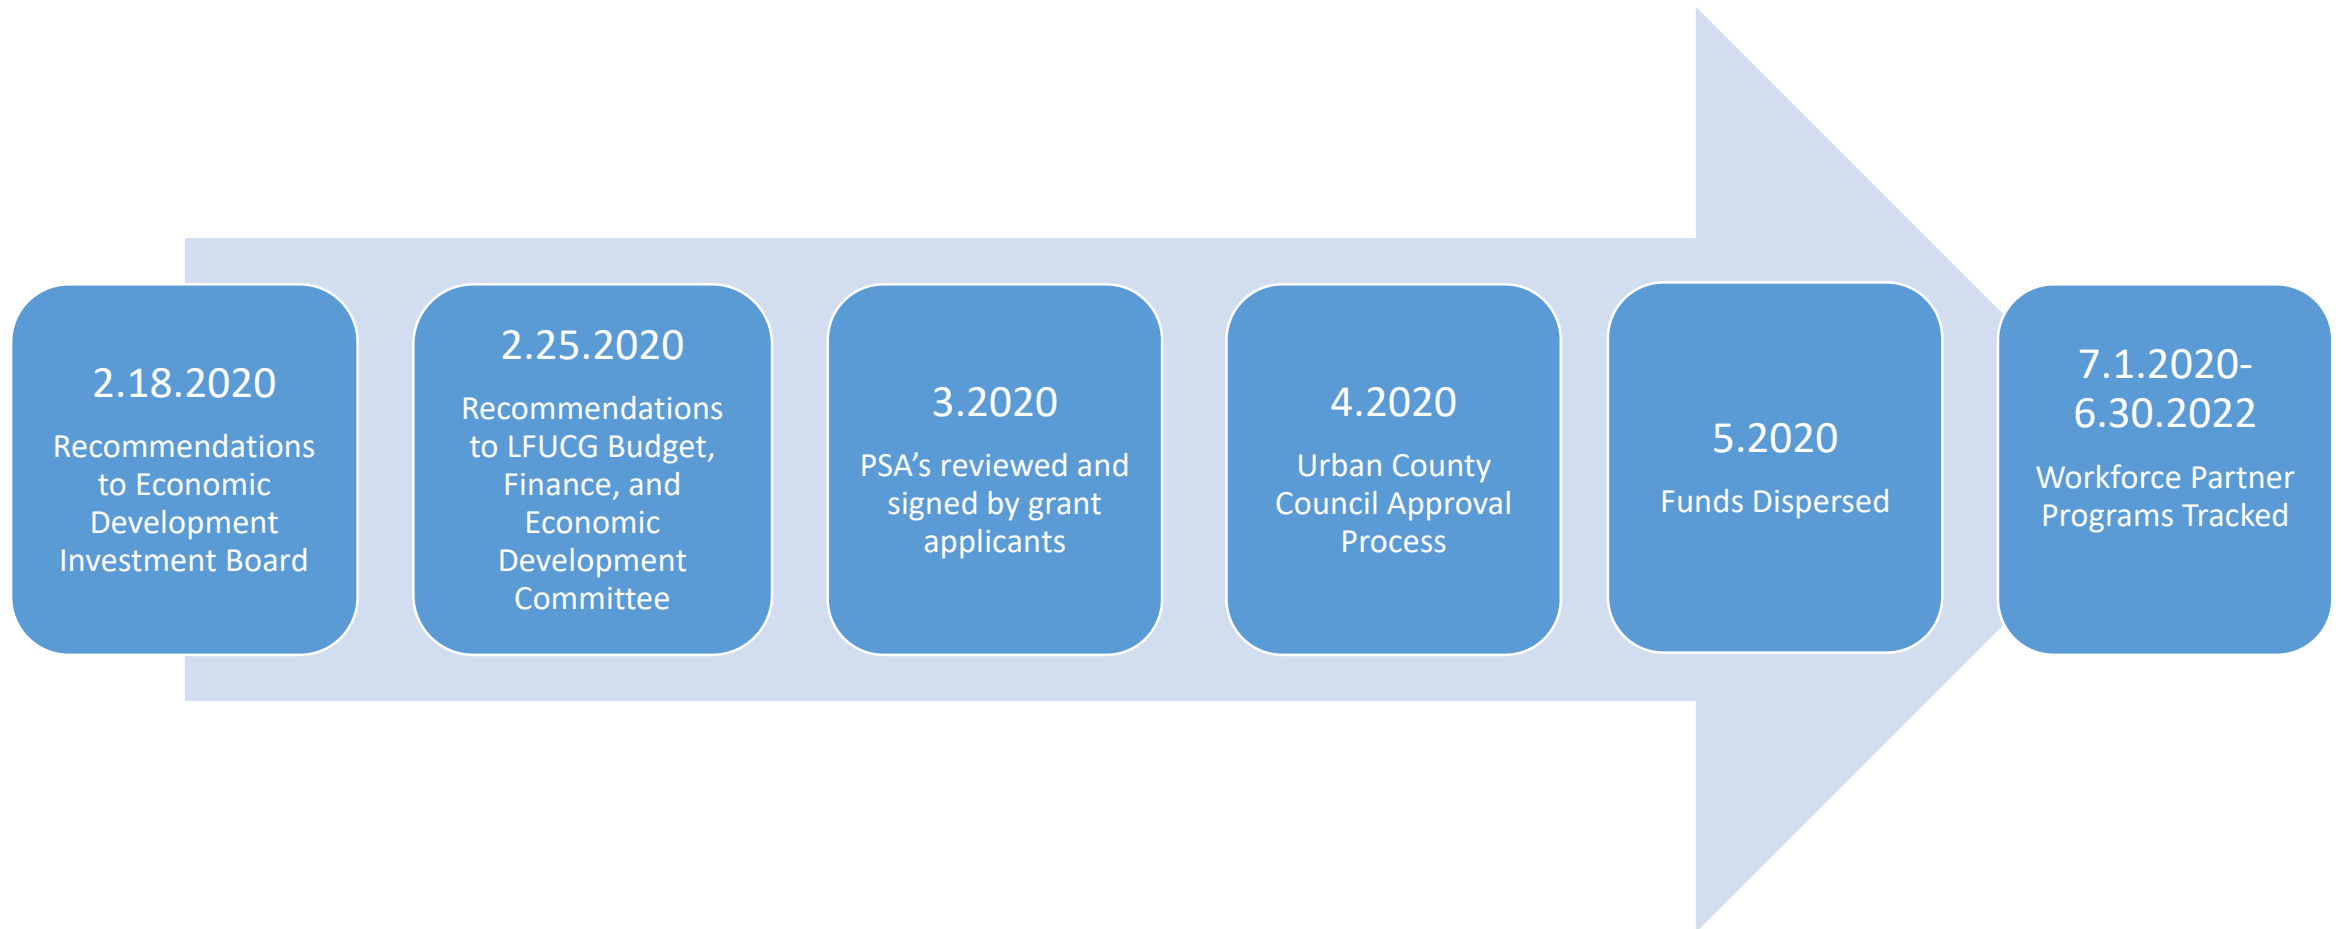 2.18.2020
Recommendations
to Economic
Development
Investment Board
2.25.2020
Recommendations
to LFUCG Budget,
Finance, and
Economic
Development
Committee
3.2020
PSA’s reviewed and
signed by grant
applicants
4.2020
Urban County
Council Approval
Process
5.2020
Funds Dispersed
7.1.2020-
6.30.2022
Workforce Partner
Programs Tracked